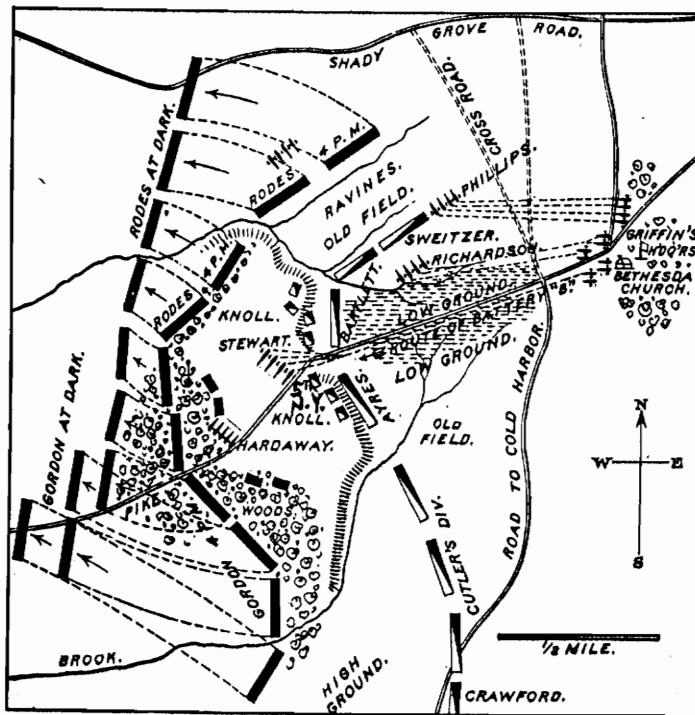 SHADY GROVE ROAD.
CROSS ROAD.
RODES AT DARK.
RODES 4 P.M.
RAVINES.
OLD FIELD.
PHILLIPS.
SWEITZER.
RICHARDSON
GRIFFIN'S
HDQ'RS
BETHESDA
CHURCH.
RODES 4 P.M.
KNOLL.
BARTLETT.
LOW GROUND.
ROUTE OF BATTERY "B"
LOW GROUND.
STEWART.
KNOLL.
AYRES.
HARDAWAY.
OLD
FIELD.
ROAD TO COLD HARBOR.
N
W E
S
GORDON AT DARK.
PIKE
WOODS
GORDON
CUTLER'S DIV.
BROOK.
HIGH
GROUND.
CRAWFORD.
1/2 MILE.